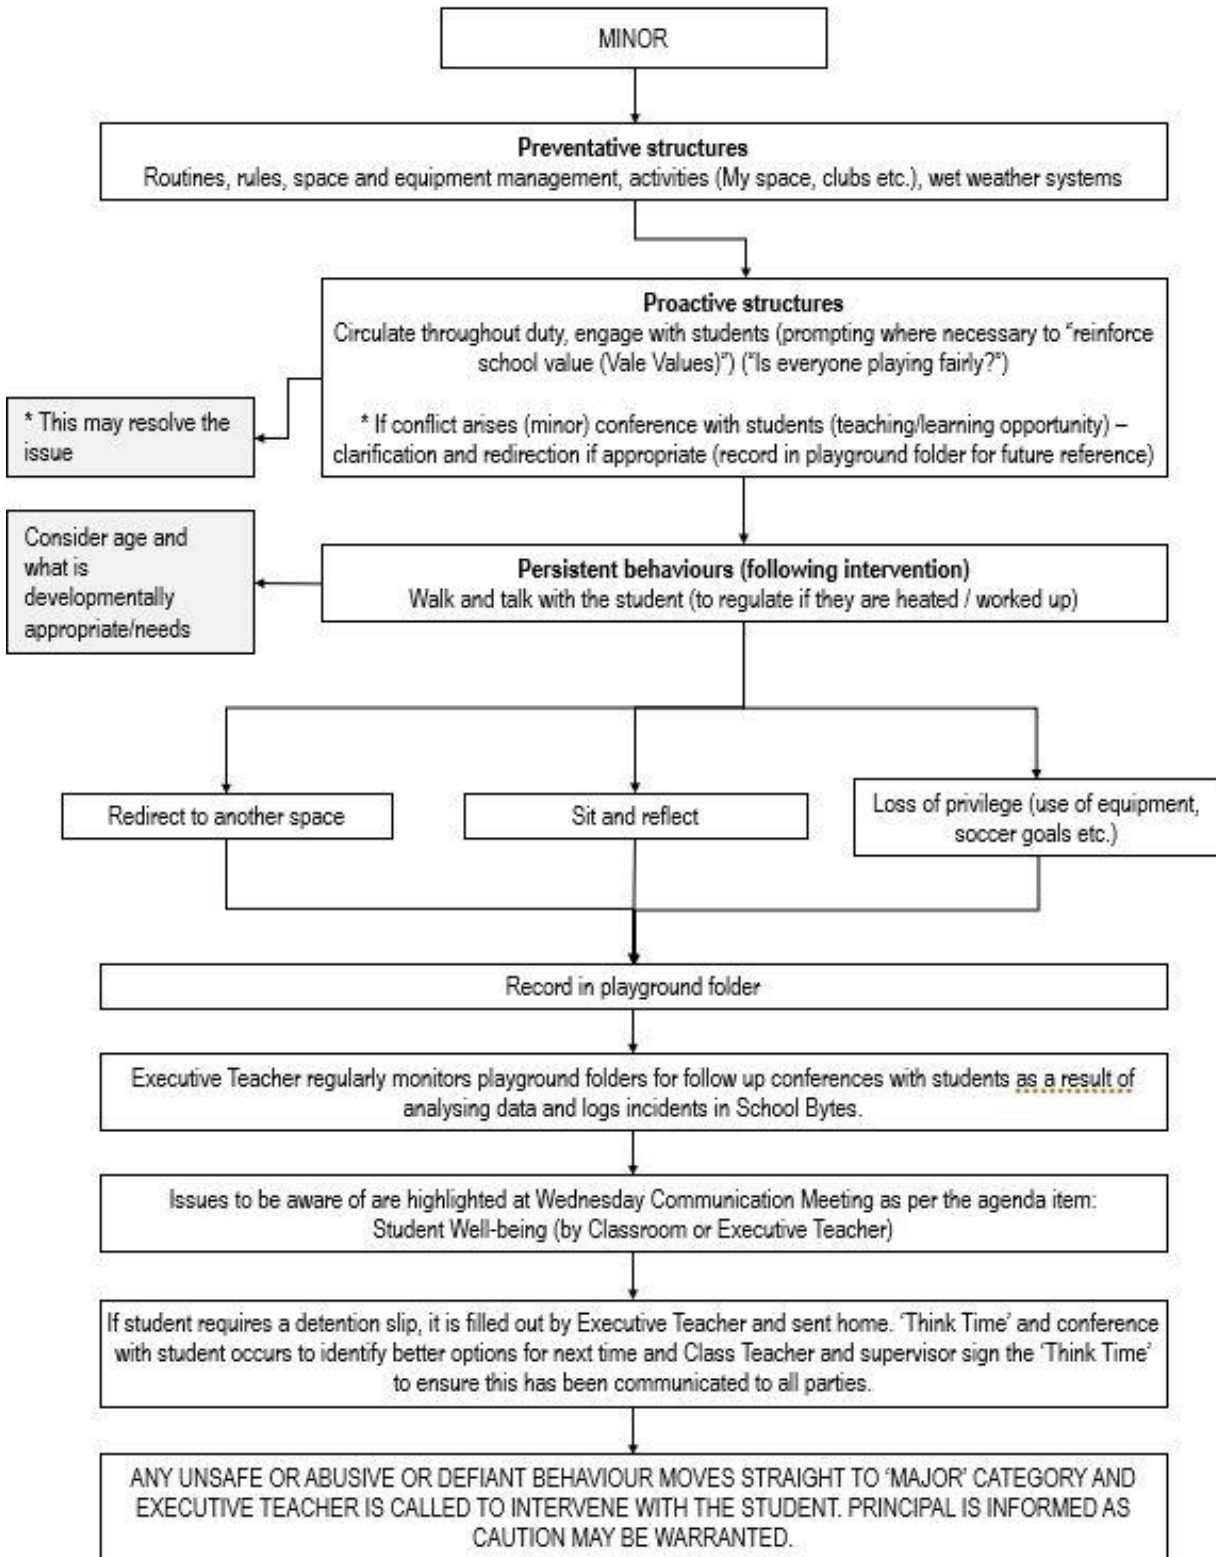 MINOR
Preventative structures
Routines, rules, space and equipment management, activities (My space, clubs etc.), wet weather systems
Proactive structures
Circulate throughout duty, engage with students (prompting where necessary to “reinforce
school value (Vale Values)”) (“Is everyone playing fairly?”)
* If conflict arises (minor) conference with students (teaching/learning opportunity) –
clarification and redirection if appropriate (record in playground folder for future reference)
* This may resolve the
issue
Persistent behaviours (following intervention)
Walk and talk with the student (to regulate if they are heated / worked up)
Consider age and
what is
developmentally
appropriate/needs
Redirect to another space
Sit and reflect
Loss of privilege (use of equipment,
soccer goals etc.)
Record in playground folder
Executive Teacher regularly monitors playground folders for follow up conferences with students as a result of
analysing data and logs incidents in School Bytes.
Issues to be aware of are highlighted at Wednesday Communication Meeting as per the agenda item:
Student Well-being (by Classroom or Executive Teacher)
If student requires a detention slip, it is filled out by Executive Teacher and sent home. ‘Think Time’ and conference
with student occurs to identify better options for next time and Class Teacher and supervisor sign the ‘Think Time’
to ensure this has been communicated to all parties.
ANY UNSAFE OR ABUSIVE OR DEFIANT BEHAVIOUR MOVES STRAIGHT TO ‘MAJOR’ CATEGORY AND
EXECUTIVE TEACHER IS CALLED TO INTERVENE WITH THE STUDENT. PRINCIPAL IS INFORMED AS
CAUTION MAY BE WARRANTED.